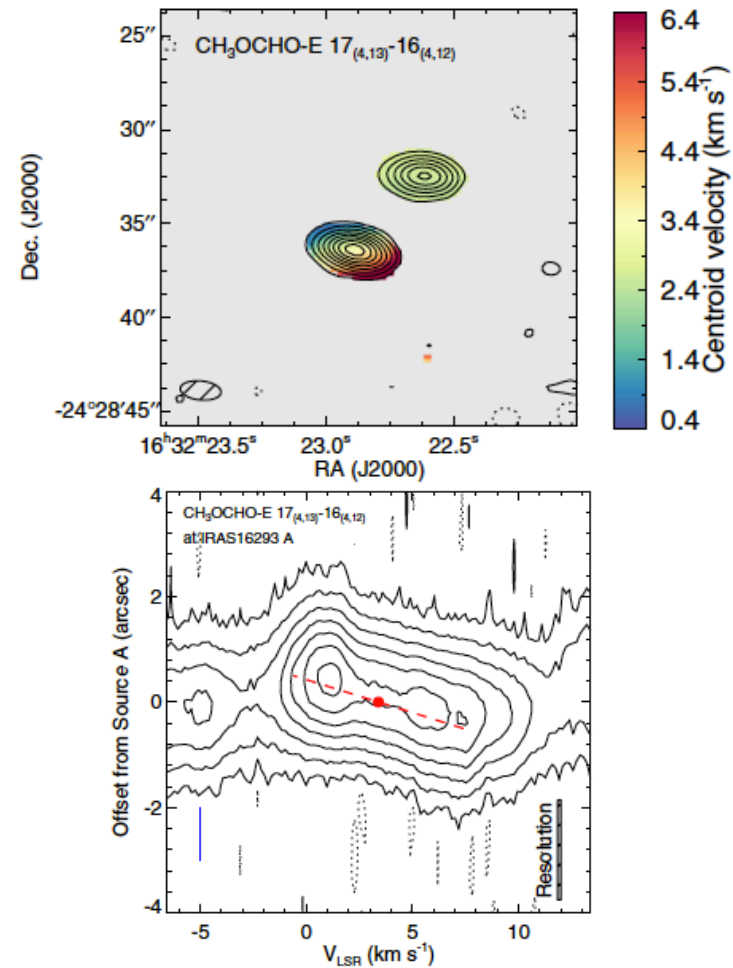 CH₃OCHO-E 17(4,13)-16(4,12)
25″
30″
35″
40″
-24°28′45″
Dec. (J2000)
16ʰ32ᵐ23.5ˢ 23.0ˢ 22.5ˢ
RA (J2000)
6.4
5.4
4.4
3.4
2.4
1.4
0.4
Centroid velocity (km s⁻¹)
CH₃OCHO-E 17(4,13)-16(4,12)
at IRAS16293 A
4
2
0
-2
-4
Offset from Source A (arcsec)
Resolution
-5 0 5 10
V_LSR (km s⁻¹)